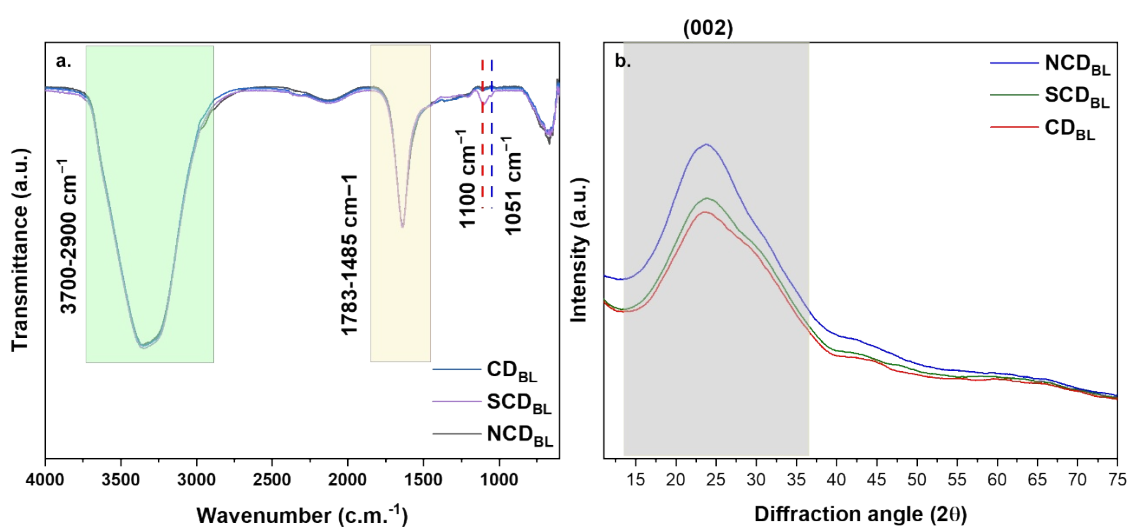 a.
3700-2900 cm⁻¹
1783-1485 cm−1
1100 cm⁻¹
1051 cm⁻¹
CD_BL
SCD_BL
NCD_BL
Transmittance (a.u.)
4000 3500 3000 2500 2000 1500 1000
Wavenumber (c.m.⁻¹)
(002)
b.
NCD_BL
SCD_BL
CD_BL
Intensity (a.u.)
15 20 25 30 35 40 45 50 55 60 65 70 75
Diffraction angle (2θ)